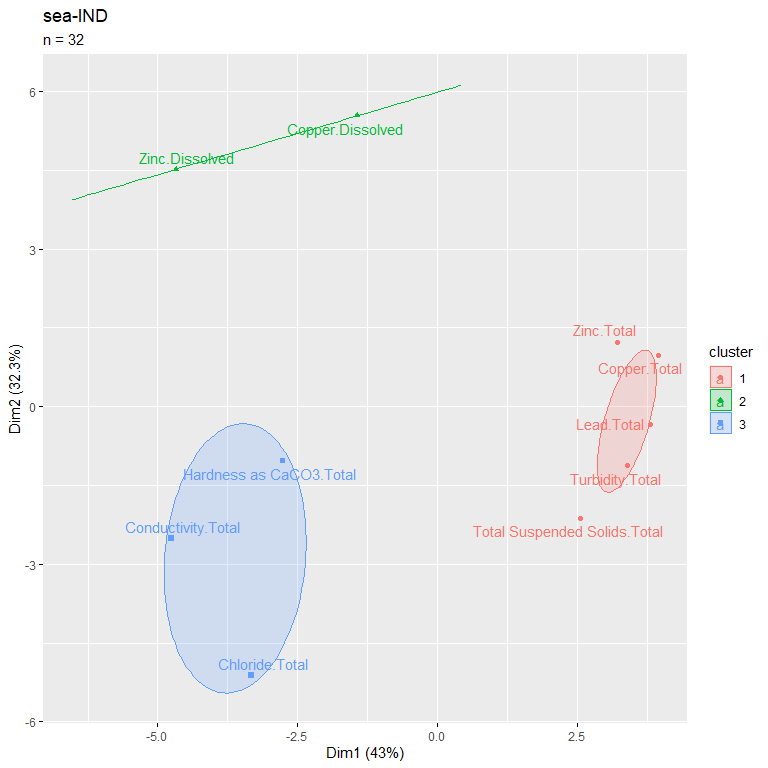 sea-IND
n = 32
6
Copper.Dissolved
Zinc.Dissolved
3
Zinc.Total
cluster
Copper.Total
a 1
a 2
Dim2 (32.3%)
0
Lead.Total
a 3
Hardness as CaCO3.Total
Turbidity.Total
Conductivity.Total
Total Suspended Solids.Total
-3
Chloride.Total
-6
-5.0 -2.5 0.0 2.5
Dim1 (43%)